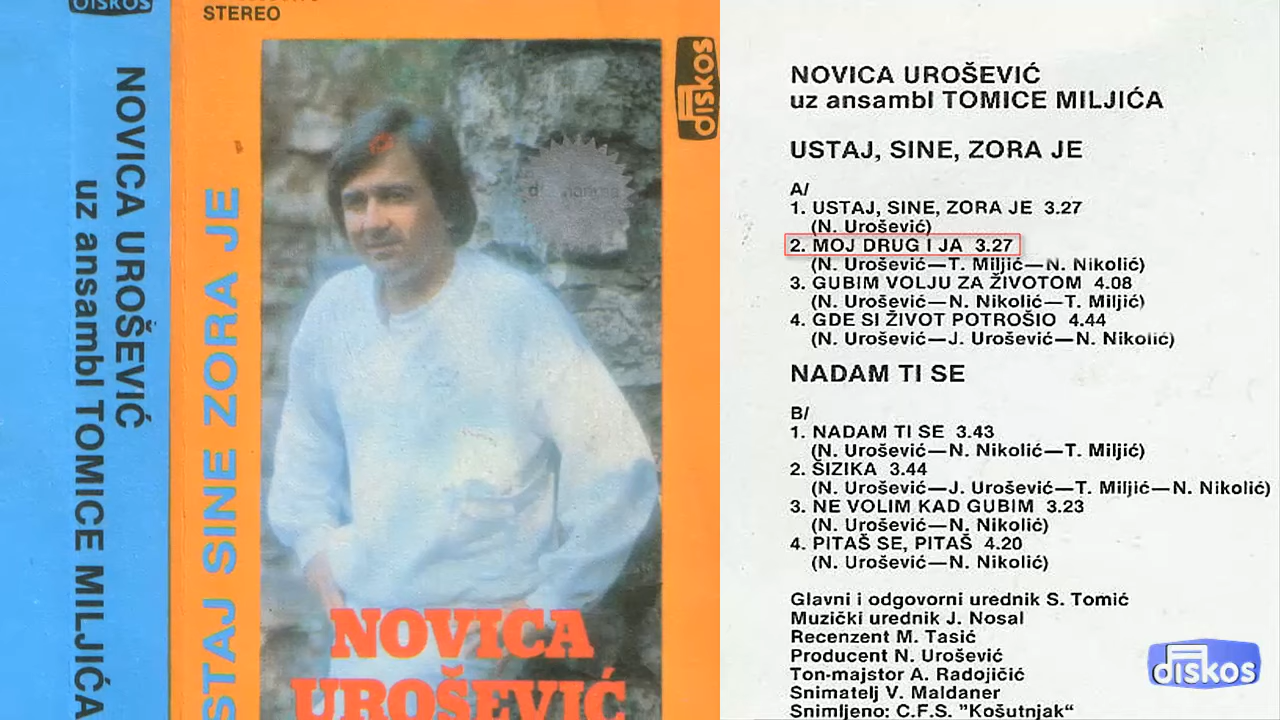 diskos
STEREO
NOVICA UROŠEVIĆ
uz ansambl TOMICE MILJIĆA
STAJ SINE ZORA JE
diskos
NOVICA
UROŠEVIĆ
NOVICA UROŠEVIĆ
uz ansambl TOMICE MILJIĆA
USTAJ, SINE, ZORA JE
A/
1. USTAJ, SINE, ZORA JE 3.27
(N. Urošević)
2. MOJ DRUG I JA 3.27
(N. Urošević—T. Miljić—N. Nikolić)
3. GUBIM VOLJU ZA ŽIVOTOM 4.08
(N. Urošević—N. Nikolić—T. Miljić)
4. GDE SI ŽIVOT POTROŠIO 4.44
(N. Urošević—J. Urošević—N. Nikolić)
NADAM TI SE
B/
1. NADAM TI SE 3.43
(N. Urošević—N. Nikolić—T. Miljić)
2. ŠIZIKA 3.44
(N. Urošević—J. Urošević—T. Miljić—N. Nikolić)
3. NE VOLIM KAD GUBIM 3.23
(N. Urošević—N. Nikolić)
4. PITAŠ SE, PITAŠ 4.20
(N. Urošević—N. Nikolić)
Glavni i odgovorni urednik S. Tomić
Muzički urednik J. Nosal
Recenzent M. Tasić
Producent N. Urošević
Ton-majstor A. Radojičić
Snimatelj V. Maldaner
Snimljeno: C.F.S. ”Košutnjak“
diskos